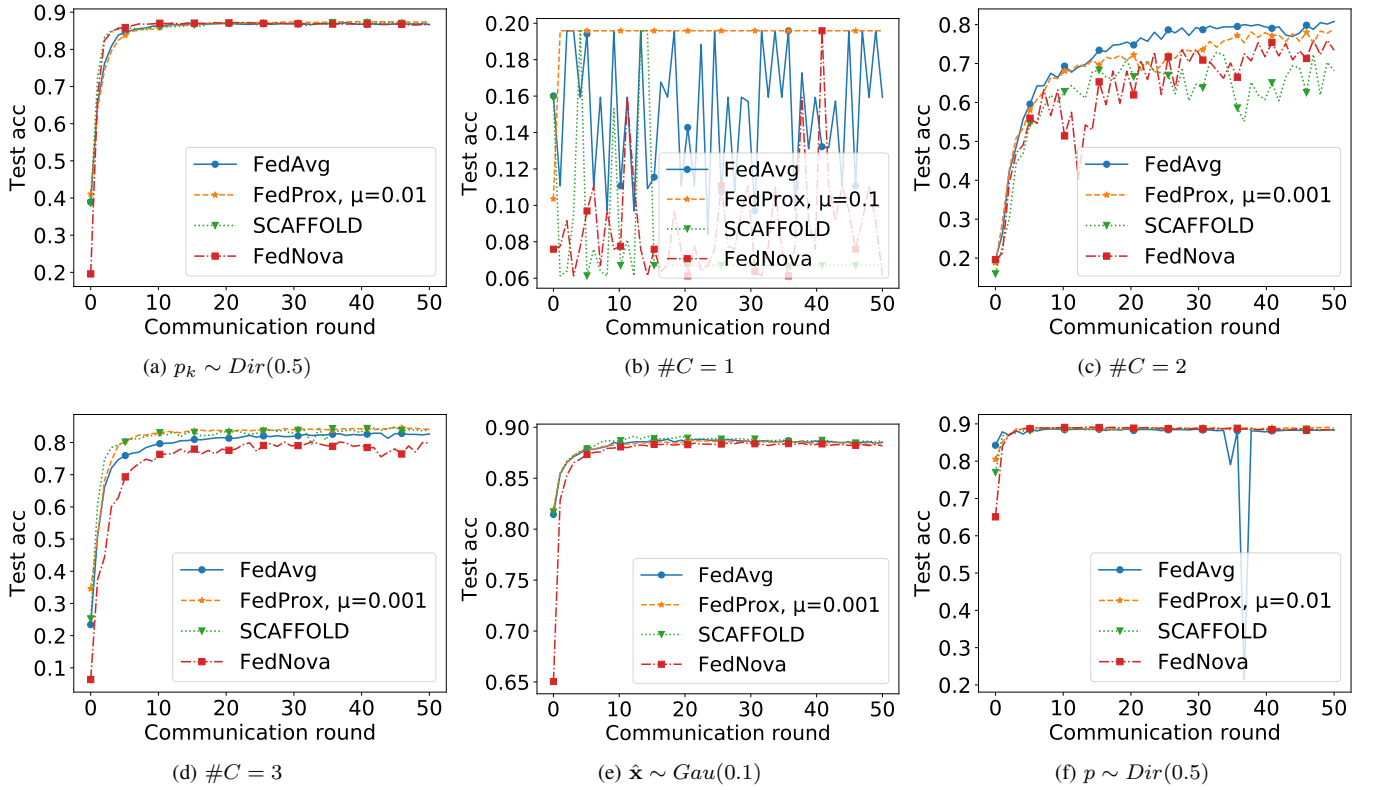 0.9
0.8
0.7
0.6
0.5
0.4
0.3
0.2
Test acc
FedAvg
FedProx, μ=0.01
SCAFFOLD
FedNova
0 10 20 30 40 50
Communication round
(a) p_k ∼ Dir(0.5)
0.20
0.18
0.16
0.14
0.12
0.10
0.08
0.06
Test acc
FedAvg
FedProx, μ=0.1
SCAFFOLD
FedNova
0 10 20 30 40 50
Communication round
(b) #C = 1
0.8
0.7
0.6
0.5
0.4
0.3
0.2
Test acc
FedAvg
FedProx, μ=0.001
SCAFFOLD
FedNova
0 10 20 30 40 50
Communication round
(c) #C = 2
0.8
0.7
0.6
0.5
0.4
0.3
0.2
0.1
Test acc
FedAvg
FedProx, μ=0.001
SCAFFOLD
FedNova
0 10 20 30 40 50
Communication round
(d) #C = 3
0.90
0.85
0.80
0.75
0.70
0.65
Test acc
FedAvg
FedProx, μ=0.001
SCAFFOLD
FedNova
0 10 20 30 40 50
Communication round
(e) x̂ ∼ Gau(0.1)
0.9
0.8
0.7
0.6
0.5
0.4
0.3
0.2
Test acc
FedAvg
FedProx, μ=0.01
SCAFFOLD
FedNova
0 10 20 30 40 50
Communication round
(f) p ∼ Dir(0.5)